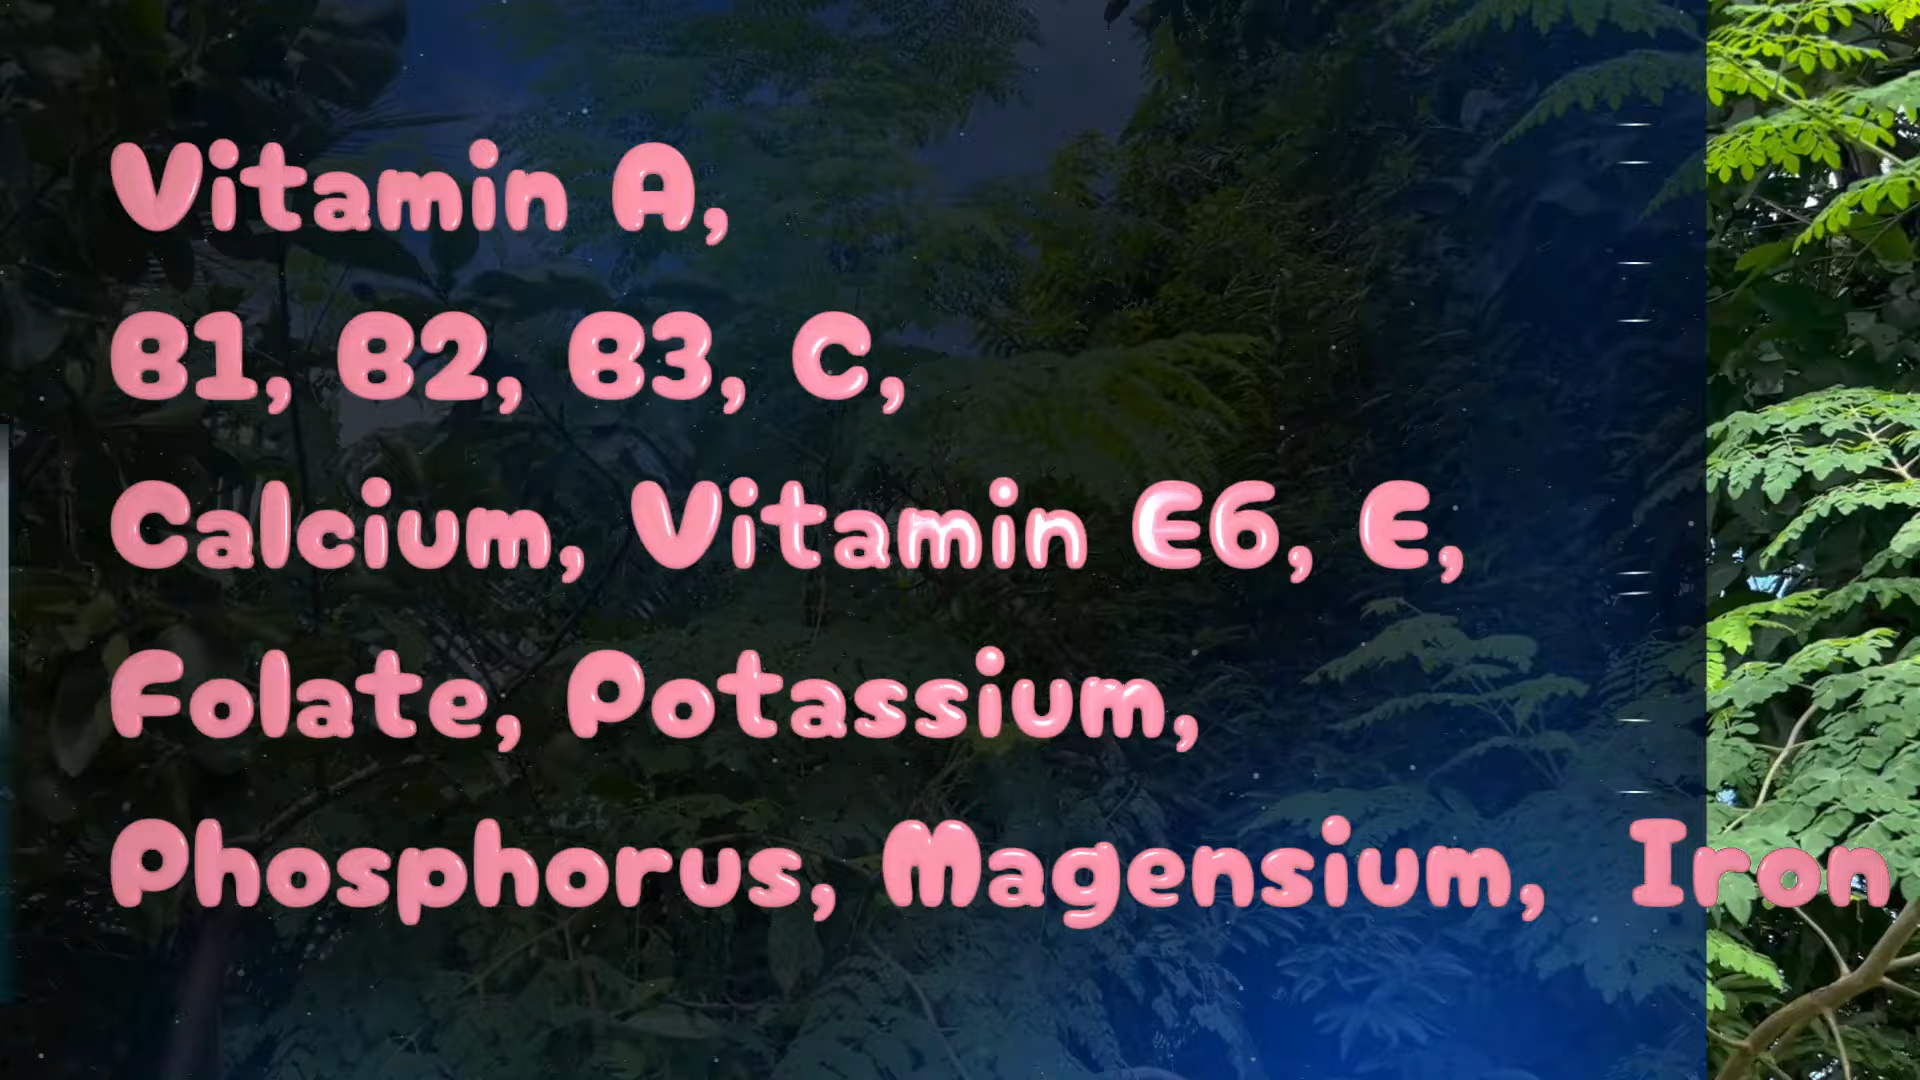 Vitamin A,
B1, B2, B3, C,
Calcium, Vitamin E6, E,
Folate, Potassium,
Phosphorus, Magensium, Iron